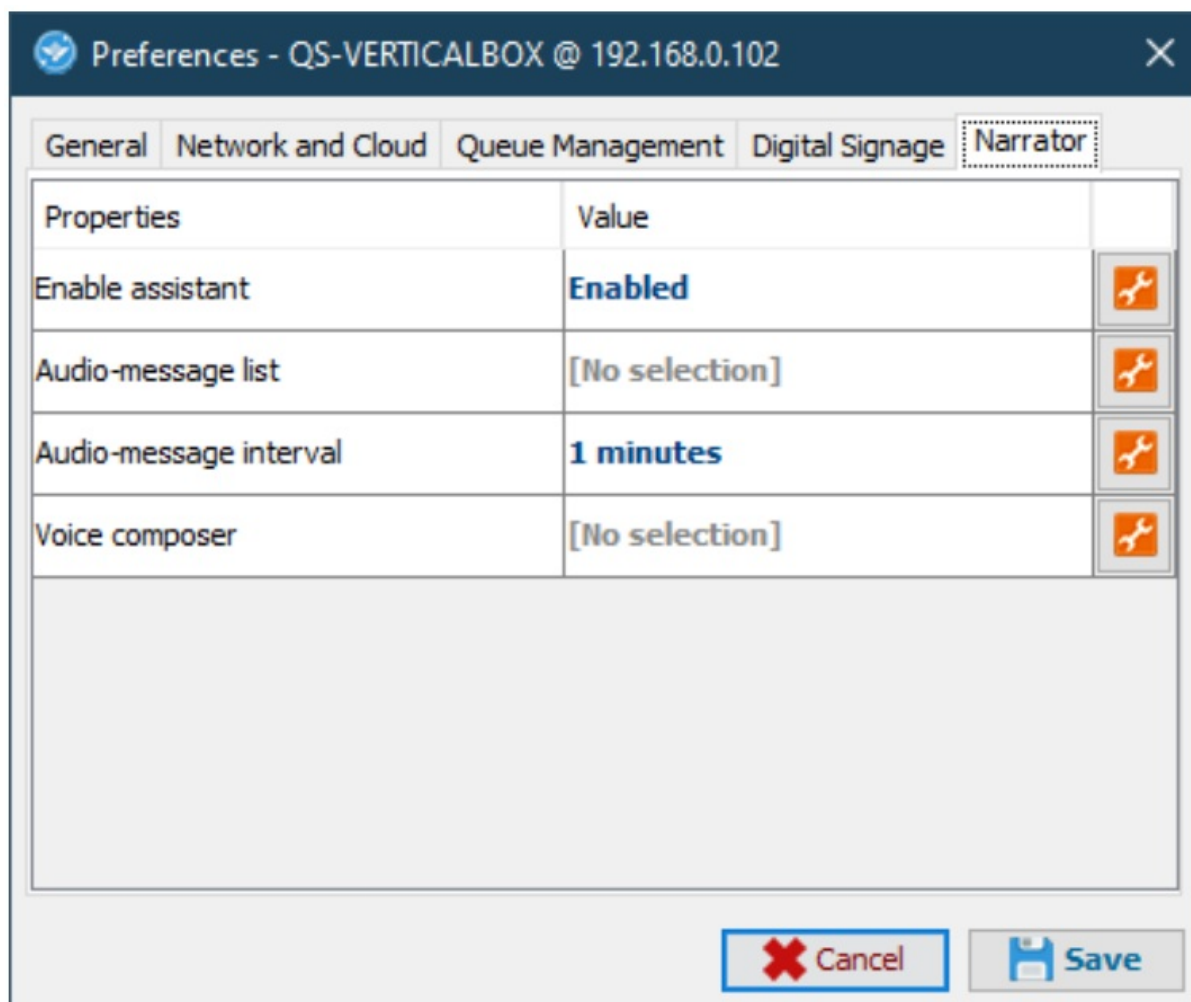 Preferences - QS-VERTICALBOX @ 192.168.0.102
General Network and Cloud Queue Management Digital Signage Narrator
Properties Value
Enable assistant Enabled
Audio-message list [No selection]
Audio-message interval 1 minutes
Voice composer [No selection]
Cancel Save